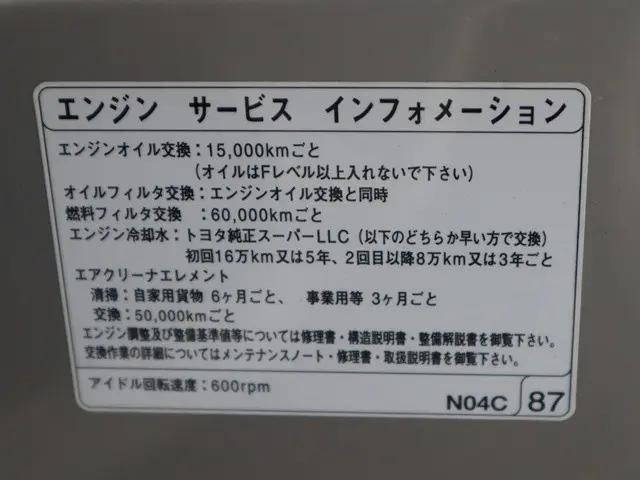 エンジン サービス インフォメーション
エンジンオイル交換：15,000kmごと
(オイルはFレベル以上入れないで下さい)
オイルフィルタ交換：エンジンオイル交換と同時
燃料フィルタ交換 ：60,000kmごと
エンジン冷却水：トヨタ純正スーパーLLC（以下のどちらか早い方で交換）
初回16万km又は5年、2回目以降8万km又は3年ごと
エアクリーナエレメント
清掃：自家用貨物 6ヶ月ごと、 事業用等 3ヶ月ごと
交換：50,000kmごと
エンジン調整及び整備基準値等については修理書・構造説明書・整備解説書を御覧下さい。
交換作業の詳細についてはメンテナンスノート・修理書・取扱説明書を御覧下さい。
アイドル回転速度：600rpm
N04C 87